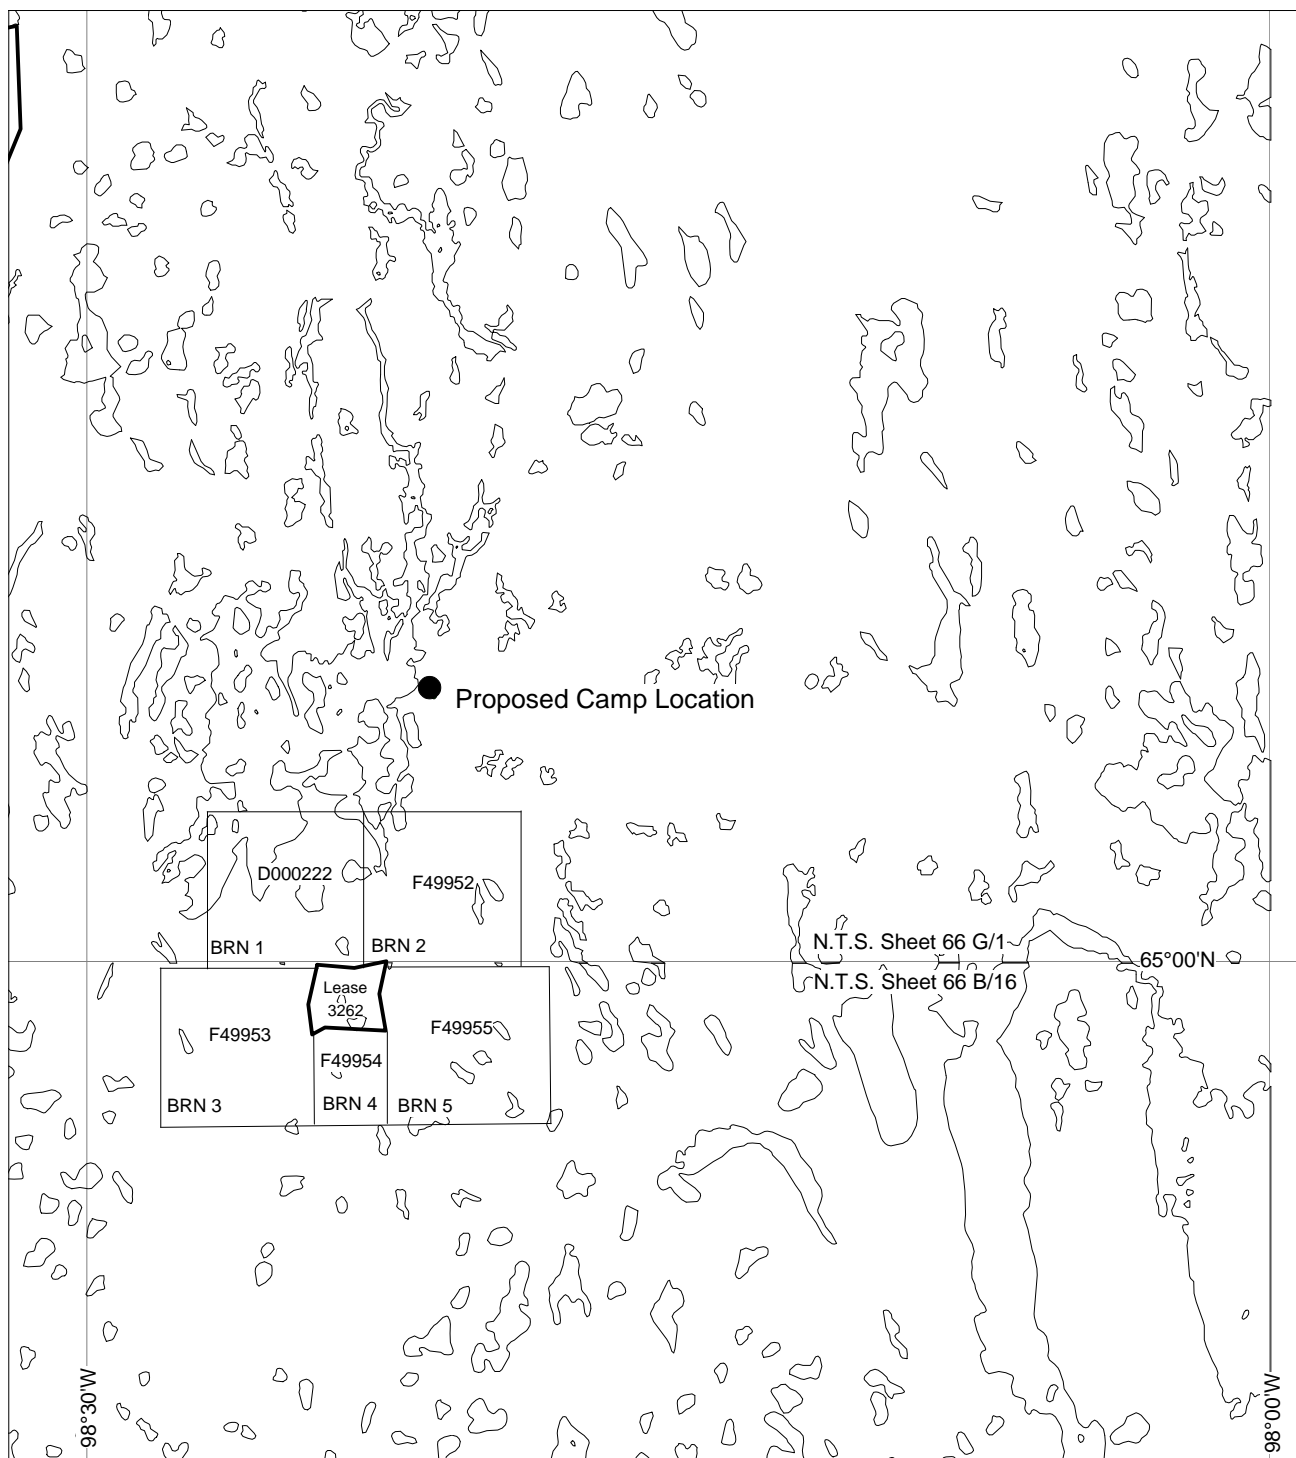 Proposed Camp Location
D000222
F49952
BRN 1
BRN 2
N.T.S. Sheet 66 G/1
65°00'N
N.T.S. Sheet 66 B/16
Lease
3262
F49953
F49955
F49954
BRN 3
BRN 4
BRN 5
98°30'W
98°00'W